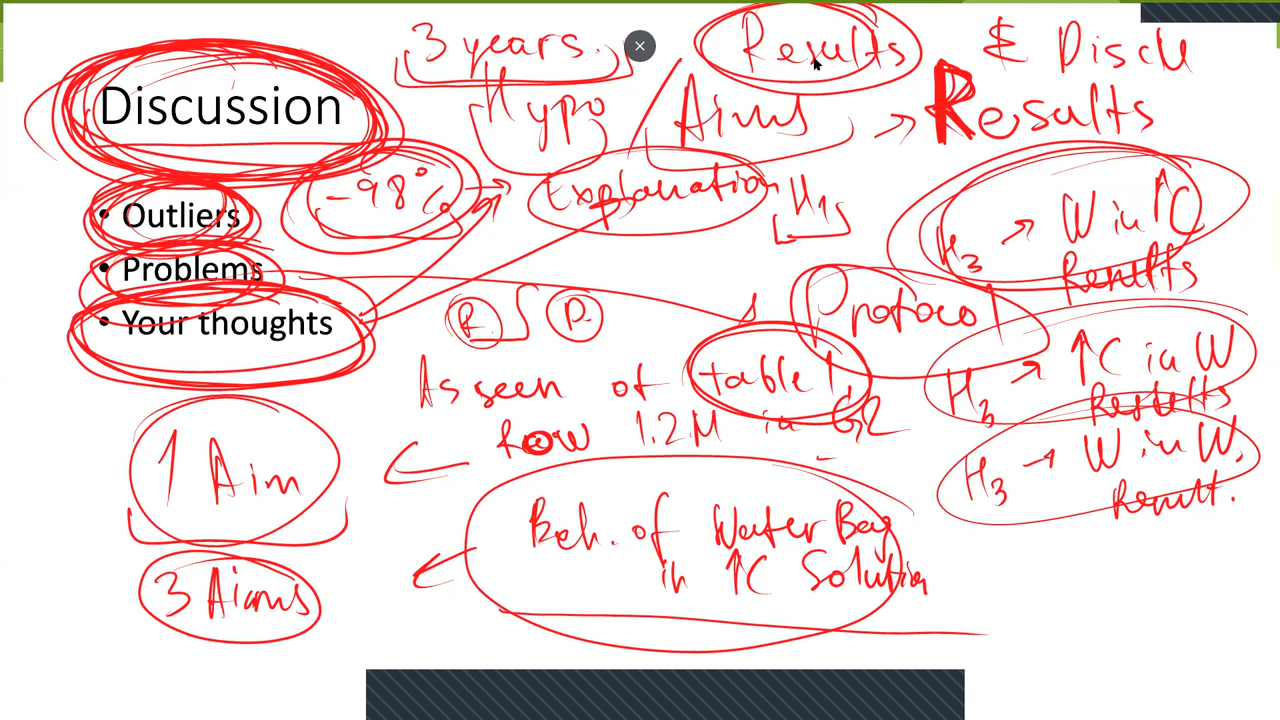 3 years.
Results & Discu
Discussion
Hypo Aims → Results
-98% → Explanation
H1s
• Outliers
H3 → W in ↑C
Results
• Problems
• Your thoughts
R P.
Protocol
As seen of table 1
H3 → ↑C in W
Results
Row 1.2.M in G2
1 Aim
H3 → W in W.
Result.
Beh. of Water Bag
in ↑C Solution
3 Aims